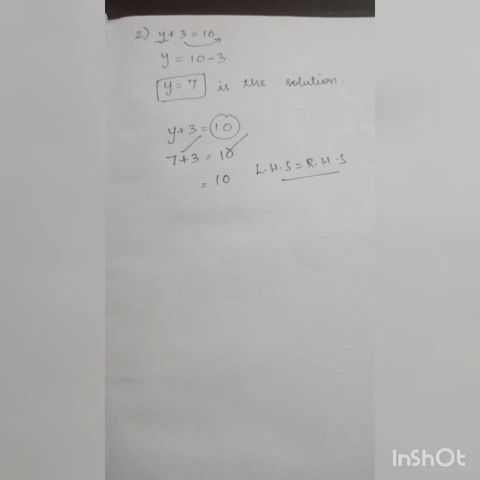 2) y + 3 = 10
y = 10 - 3
y = 7 is the solution.
y + 3 = 10
7 + 3 = 10
= 10 L.H.S = R.H.S
InShOt